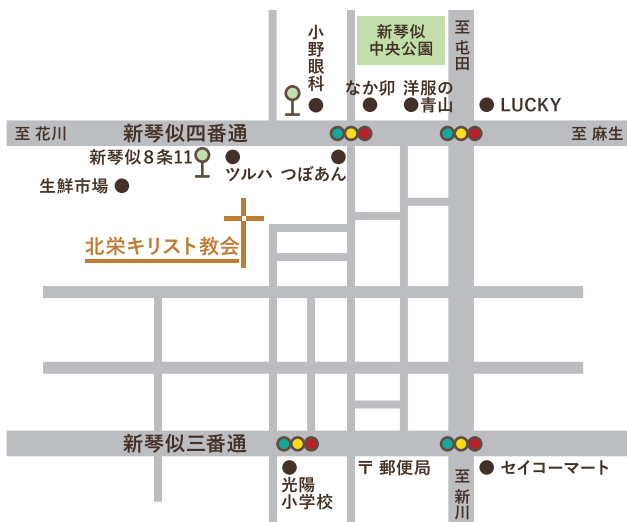 新琴似
中央公園
至屯田
小野眼科
なか卯
洋服の
青山
LUCKY
至 花川
新琴似四番通
至 麻生
新琴似8条11
ツルハ
つぼあん
生鮮市場
北栄キリスト教会
新琴似三番通
光陽
小学校
〒郵便局
至新川
セイコーマート